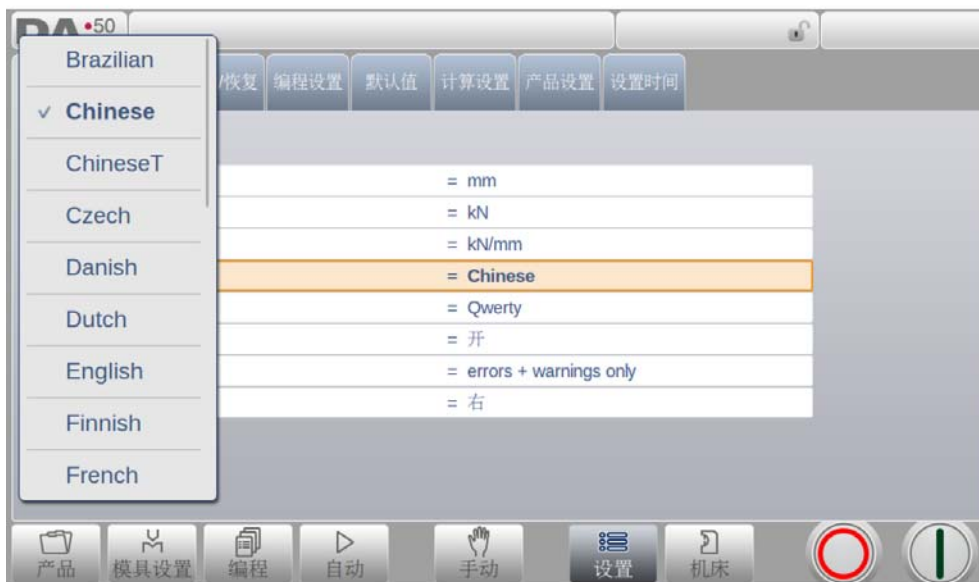 50
Brazilian
Chinese
ChineseT
Czech
Danish
Dutch
English
Finnish
French
/恢复 编程设置 默认值 计算设置 产品设置 设置时间
= mm
= kN
= kN/mm
= Chinese
= Qwerty
= 开
= errors + warnings only
= 右
产品 模具设置 编程 自动 手动 设置 机床